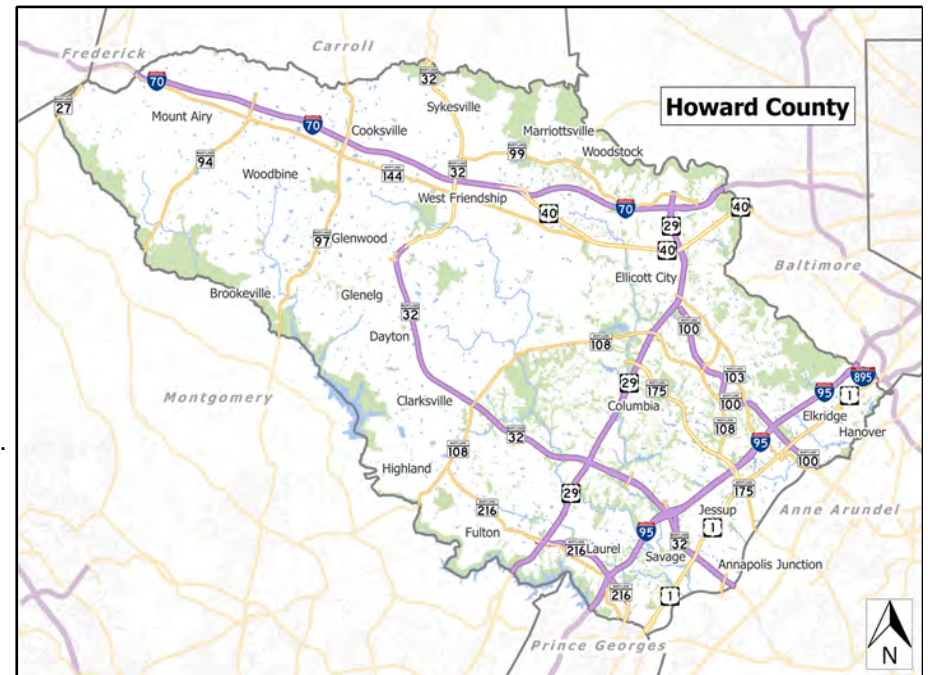 Carroll
Frederick
70
32
27
Sykesville
Howard County
Mount Airy
70
Cooksville
Marriottsville
99
Woodstock
94
32
Woodbine
144
West Friendship
40
70
29
40
97
Glenwood
40
Baltimore
Ellicott City
Brookeville
Glenelg
32
Dayton
100
108
103
95
895
29
175
1
Montgomery
Clarksville
Columbia
100
Elkridge
108
Hanover
32
95
108
100
Highland
29
175
Anne Arundel
216
Jessup
1
Fulton
95
216
Laurel
Savage
32
Annapolis Junction
216
1
Prince Georges
N
.